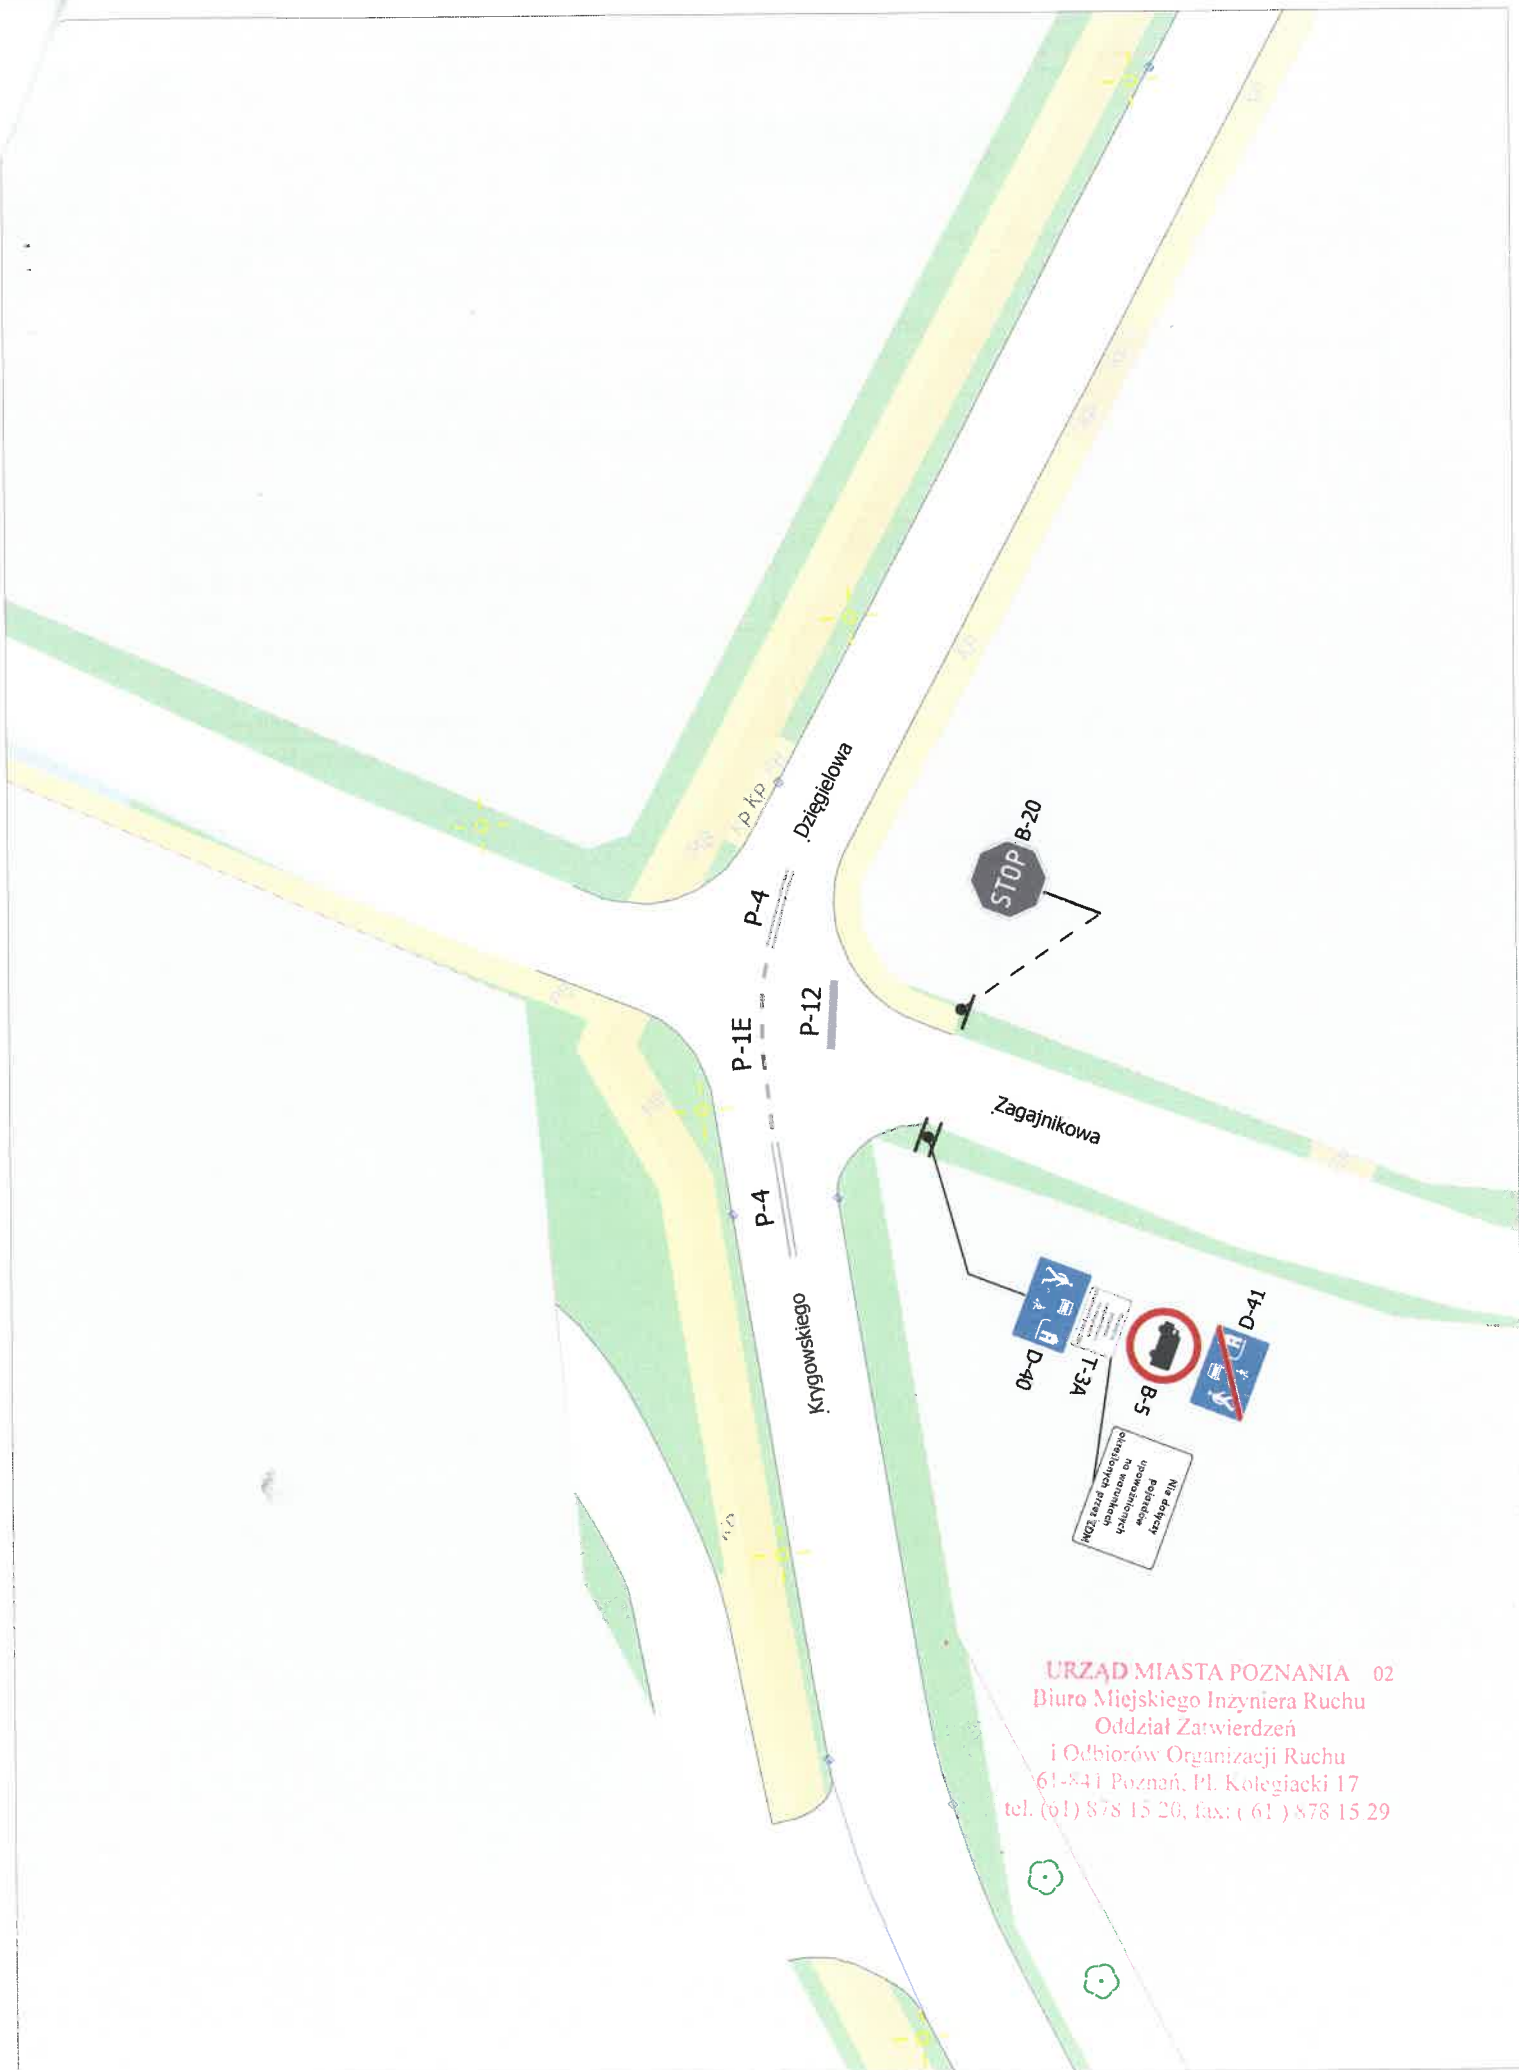 Dzięgielowa
P-4
STOP
B-20
P-1E
P-12
Zagajnikowa
P-4
Krygowskiego
D-40
T-3A
B-5
D-41
Nie dotyczy
pojazdów
upoważnionych
na warunkach
określonych przez ZDM
URZĄD MIASTA POZNANIA 02
Biuro Miejskiego Inżyniera Ruchu
Oddział Zatwierdzeń
i Odbiorów Organizacji Ruchu
61-841 Poznań, Pl. Kolegiacki 17
tel. (61) 878 15 20, fax: ( 61 ) 878 15 29
kp kp